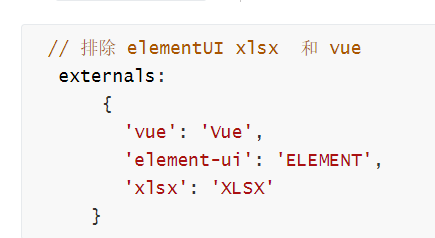 // 排除 elementUI xlsx  和 vue
externals:
{
'vue': 'Vue',
'element-ui': 'ELEMENT',
'xlsx': 'XLSX'
}